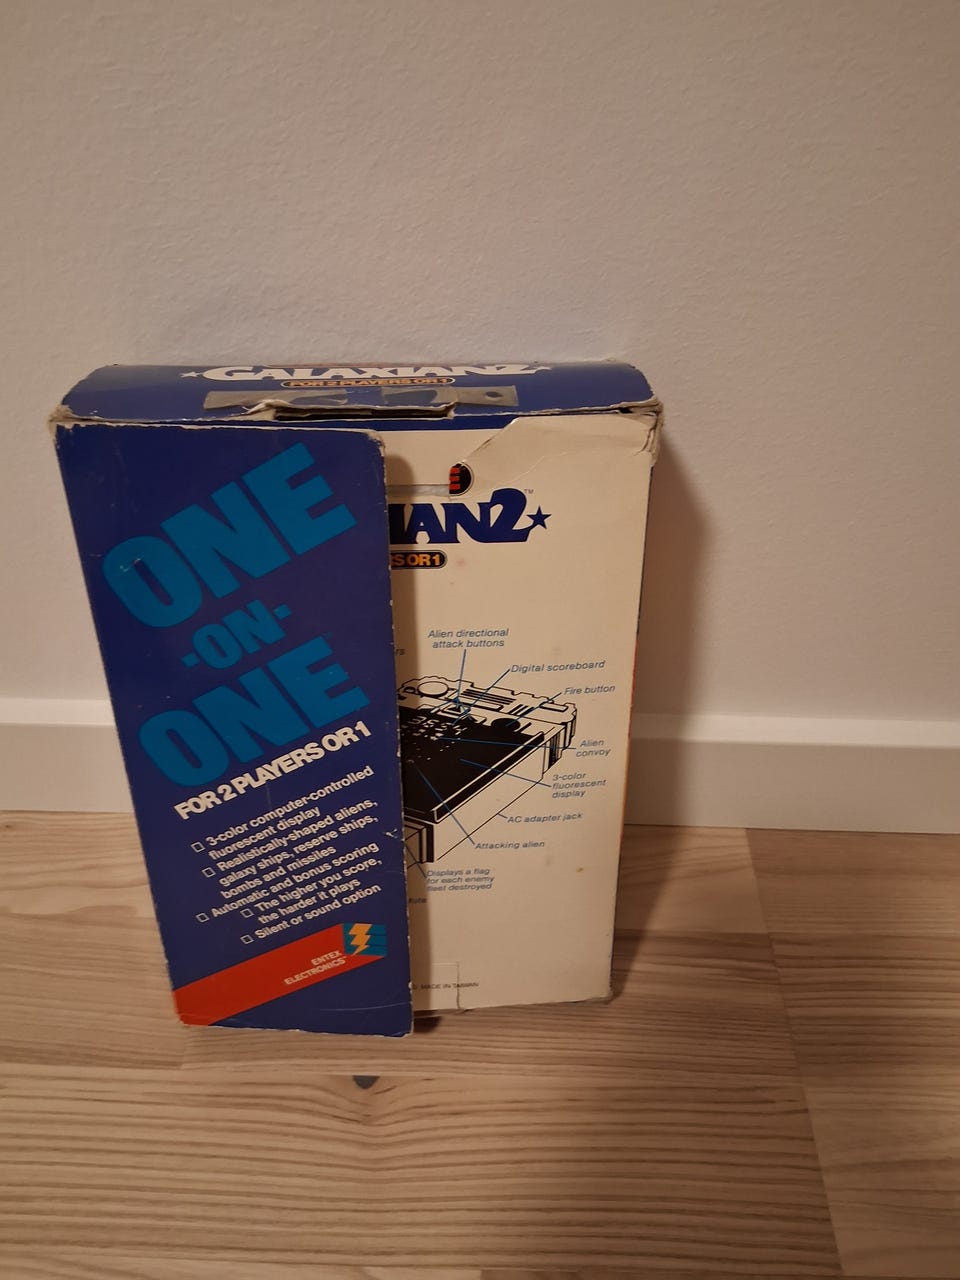 GALAXIAN2
FOR 2 PLAYERS OR 1
ONE
-ON-
ONE
FOR 2 PLAYERS OR 1
3-color computer-controlled
fluorescent display
Realistically-shaped aliens,
galaxy ships, reserve ships,
bombs and missiles
Automatic and bonus scoring
The higher you score,
the harder it plays
Silent or sound option
ENTEX
ELECTRONICS
E
IAN2™
S OR 1
rs
Alien directional
attack buttons
Digital scoreboard
Fire button
Alien
convoy
3-color
fluorescent
display
AC adapter jack
Attacking alien
Displays a flag
for each enemy
fleet destroyed
MADE IN TAIWAN